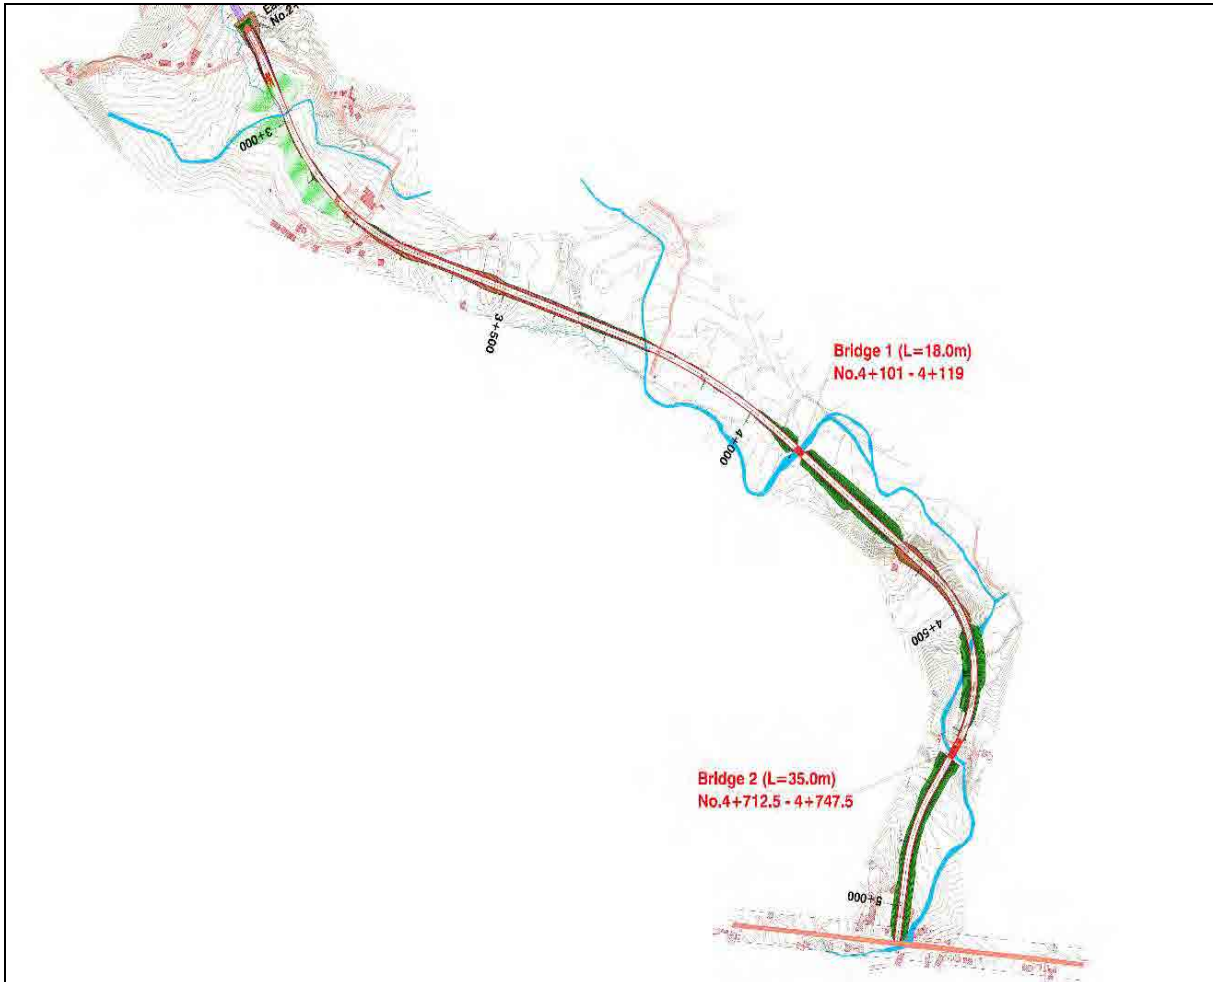 3+000
3+500
Bridge 1 (L=18.0m)
No.4+101 - 4+119
4+000
4+500
Bridge 2 (L=35.0m)
No.4+712.5 - 4+747.5
5+000